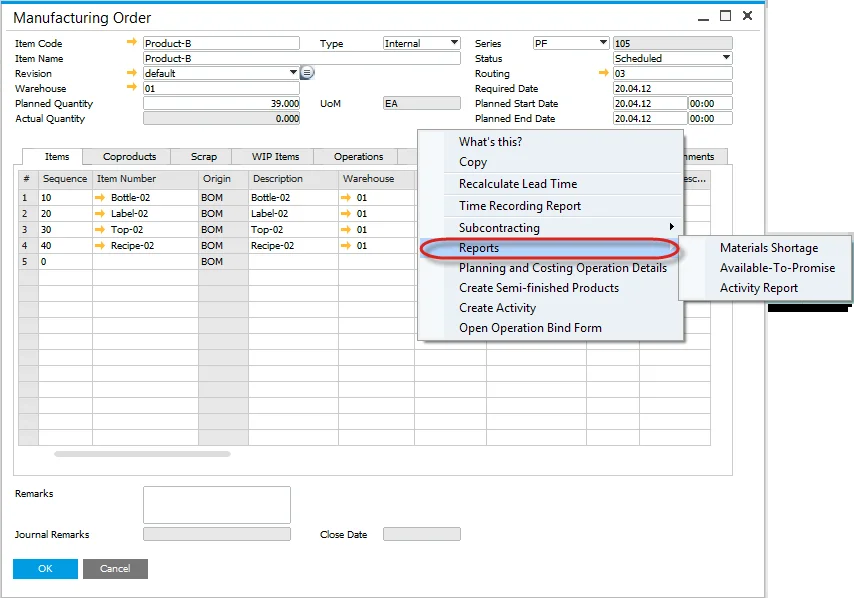 Manufacturing Order
Item Code Product-B Type Internal Series PF 105
Item Name Product-B Status Scheduled
Revision default Routing 03
Warehouse 01 Required Date 20.04.12
Planned Quantity 39.000 UoM EA Planned Start Date 20.04.12 00:00
Actual Quantity 0.000 Planned End Date 20.04.12 00:00
Items Coproducts Scrap WIP Items Operations mments
# Sequence Item Number Origin Description Warehouse esc...
1 10 Bottle-02 BOM Bottle-02 01
2 20 Label-02 BOM Label-02 01
3 30 Top-02 BOM Top-02 01
4 40 Recipe-02 BOM Recipe-02 01
5 0 BOM
What's this?
Copy
Recalculate Lead Time
Time Recording Report
Subcontracting
Reports
Planning and Costing Operation Details
Create Semi-finished Products
Create Activity
Open Operation Bind Form
Materials Shortage
Available-To-Promise
Activity Report
Remarks
Journal Remarks Close Date
OK Cancel